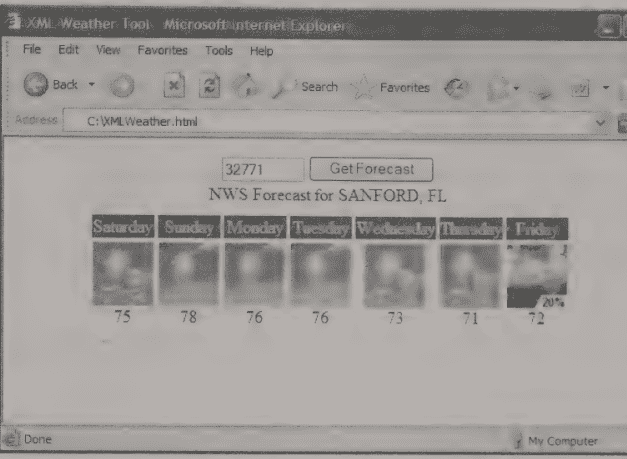 XML Weather Tool - Microsoft Internet Explorer
File Edit View Favorites Tools Help
Back Search Favorites
Address C:\XMLWeather.html
32771 Get Forecast
NWS Forecast for SANFORD, FL
Saturday Sunday Monday Tuesday Wednesday Thursday Friday
20%
75 78 76 76 73 71 72
Done My Computer